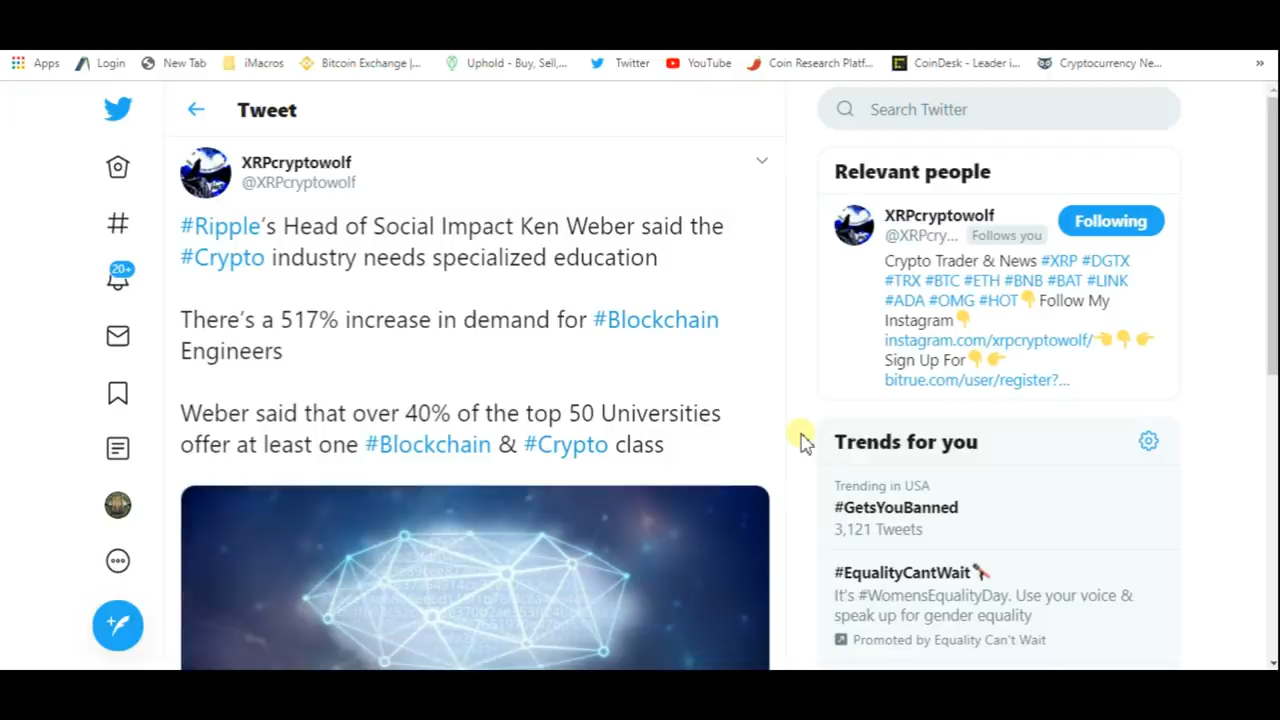 Apps
Login
New Tab
iMacros
Bitcoin Exchange |...
Uphold - Buy, Sell,...
Twitter
YouTube
Coin Research Platf...
CoinDesk - Leader i...
Cryptocurrency Ne...
»
Tweet
XRPcryptowolf
@XRPcryptowolf
#Ripple's Head of Social Impact Ken Weber said the
#Crypto industry needs specialized education
There's a 517% increase in demand for #Blockchain
Engineers
Weber said that over 40% of the top 50 Universities
offer at least one #Blockchain & #Crypto class
20+
Search Twitter
Relevant people
XRPcryptowolf
@XRPcry... Follows you
Following
Crypto Trader & News #XRP #DGTX
#TRX #BTC #ETH #BNB #BAT #LINK
#ADA #OMG #HOT👇Follow My
Instagram👇
instagram.com/xrpcryptowolf/👈👇👉
Sign Up For👇👉
bitrue.com/user/register?...
Trends for you
Trending in USA
#GetsYouBanned
3,121 Tweets
#EqualityCantWait
It's #WomensEqualityDay. Use your voice &
speak up for gender equality
Promoted by Equality Can't Wait